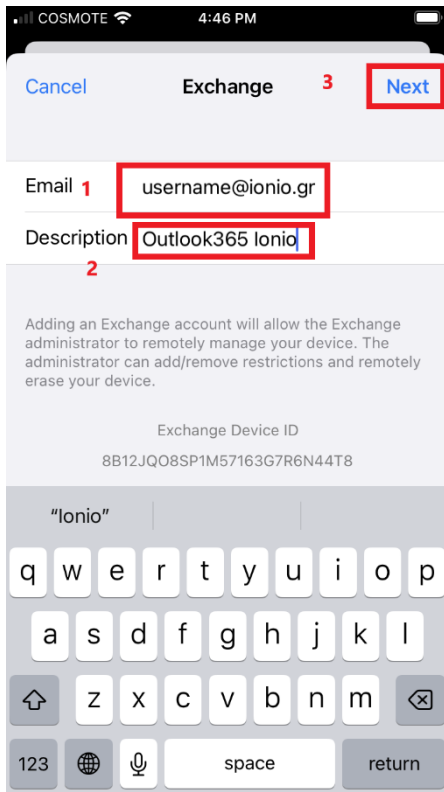 COSMOTE 4:46 PM
Cancel Exchange 3 Next
Email 1 username@ionio.gr
Description Outlook365 Ionio
2
Adding an Exchange account will allow the Exchange
administrator to remotely manage your device. The
administrator can add/remove restrictions and remotely
erase your device.
Exchange Device ID
8B12JQO8SP1M57163G7R6N44T8
“Ionio”
q w e r t y u i o p
a s d f g h j k l
z x c v b n m
123 space return